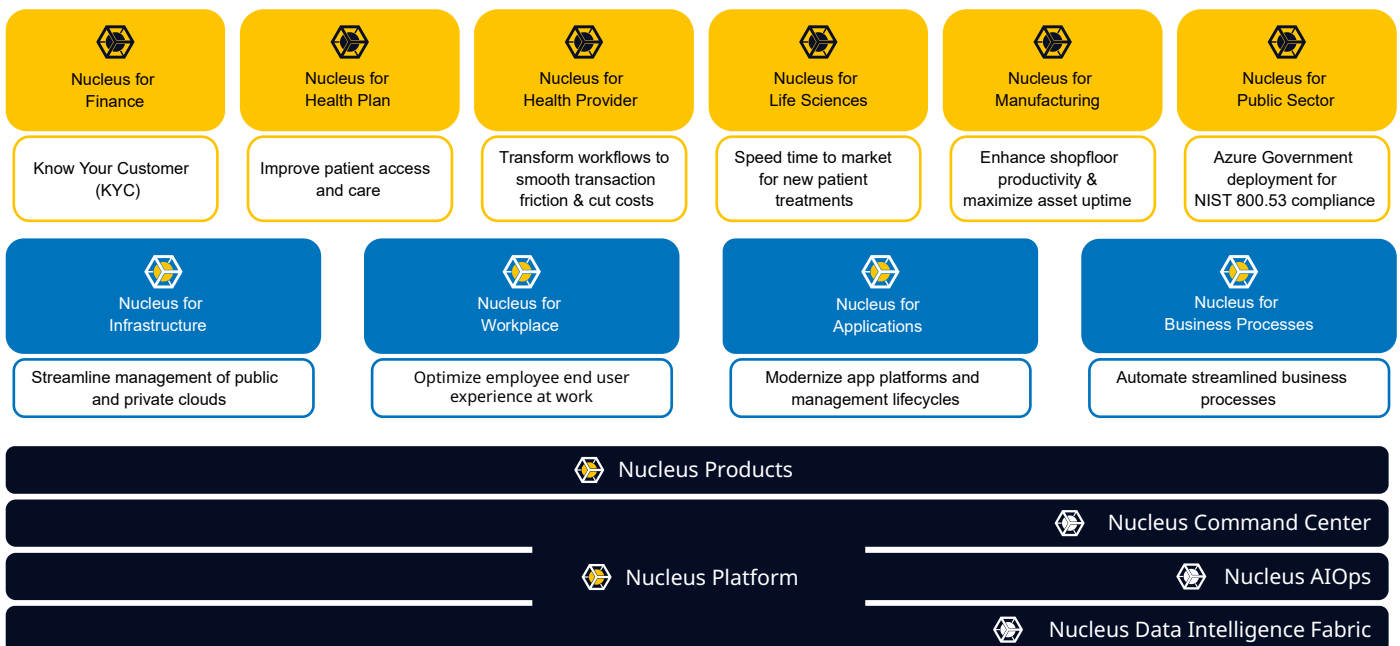 Nucleus for
Finance
Nucleus for
Health Plan
Nucleus for
Health Provider
Nucleus for
Life Sciences
Nucleus for
Manufacturing
Nucleus for
Public Sector
Know Your Customer
(KYC)
Improve patient access
and care
Transform workflows to
smooth transaction
friction & cut costs
Speed time to market
for new patient
treatments
Enhance shopfloor
productivity &
maximize asset uptime
Azure Government
deployment for
NIST 800.53 compliance
Nucleus for
Infrastructure
Nucleus for
Workplace
Nucleus for
Applications
Nucleus for
Business Processes
Streamline management of public
and private clouds
Optimize employee end user
experience at work
Modernize app platforms and
management lifecycles
Automate streamlined business
processes
Nucleus Products
Nucleus Command Center
Nucleus Platform
Nucleus AIOps
Nucleus Data Intelligence Fabric